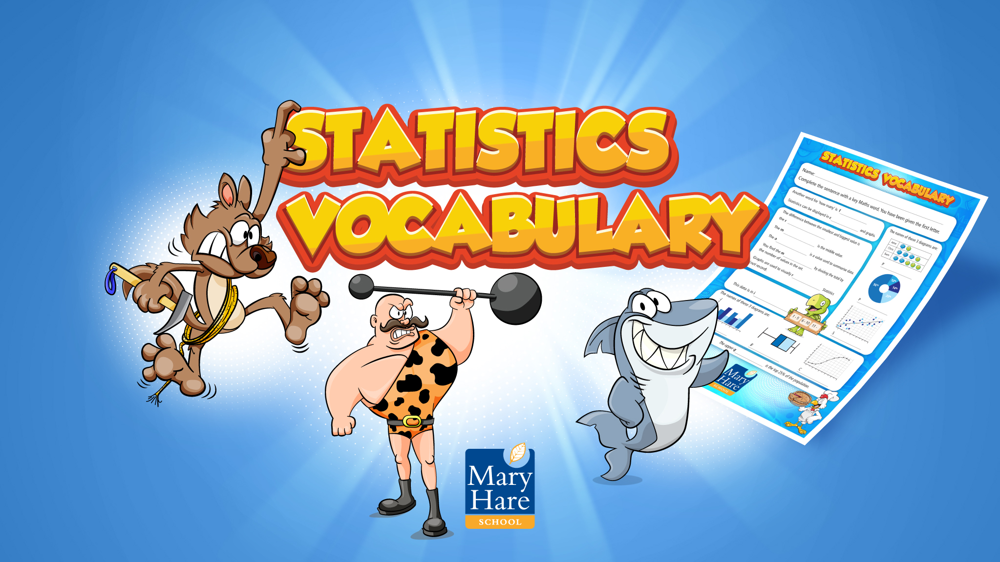 STATISTICS
VOCABULARY
STATISTICS VOCABULARY
Name:
Complete the sentence with a key Maths word. You have been given the first letter.
Another word for 'how many' is f
Statistics can be displayed in c and graphs.
The difference between the smallest and biggest value is
the r
The m is the middle value.
The a is a value used to summarise data.
You find the m by dividing the total by
the number of values in the set.
Graphs are used to visually r Statistics
(not record).
This data is in i
1 - 5 6 - 10 11 -
The names of these 3 diagrams are:
Jane
Chris
Sam
P
56% 10% 14% 20%
P
S
The names of these 3 diagrams are:
B
C
The upper q is the top 25% of the population.
Mary
Hare
SCHOOL
Mary
Hare
SCHOOL